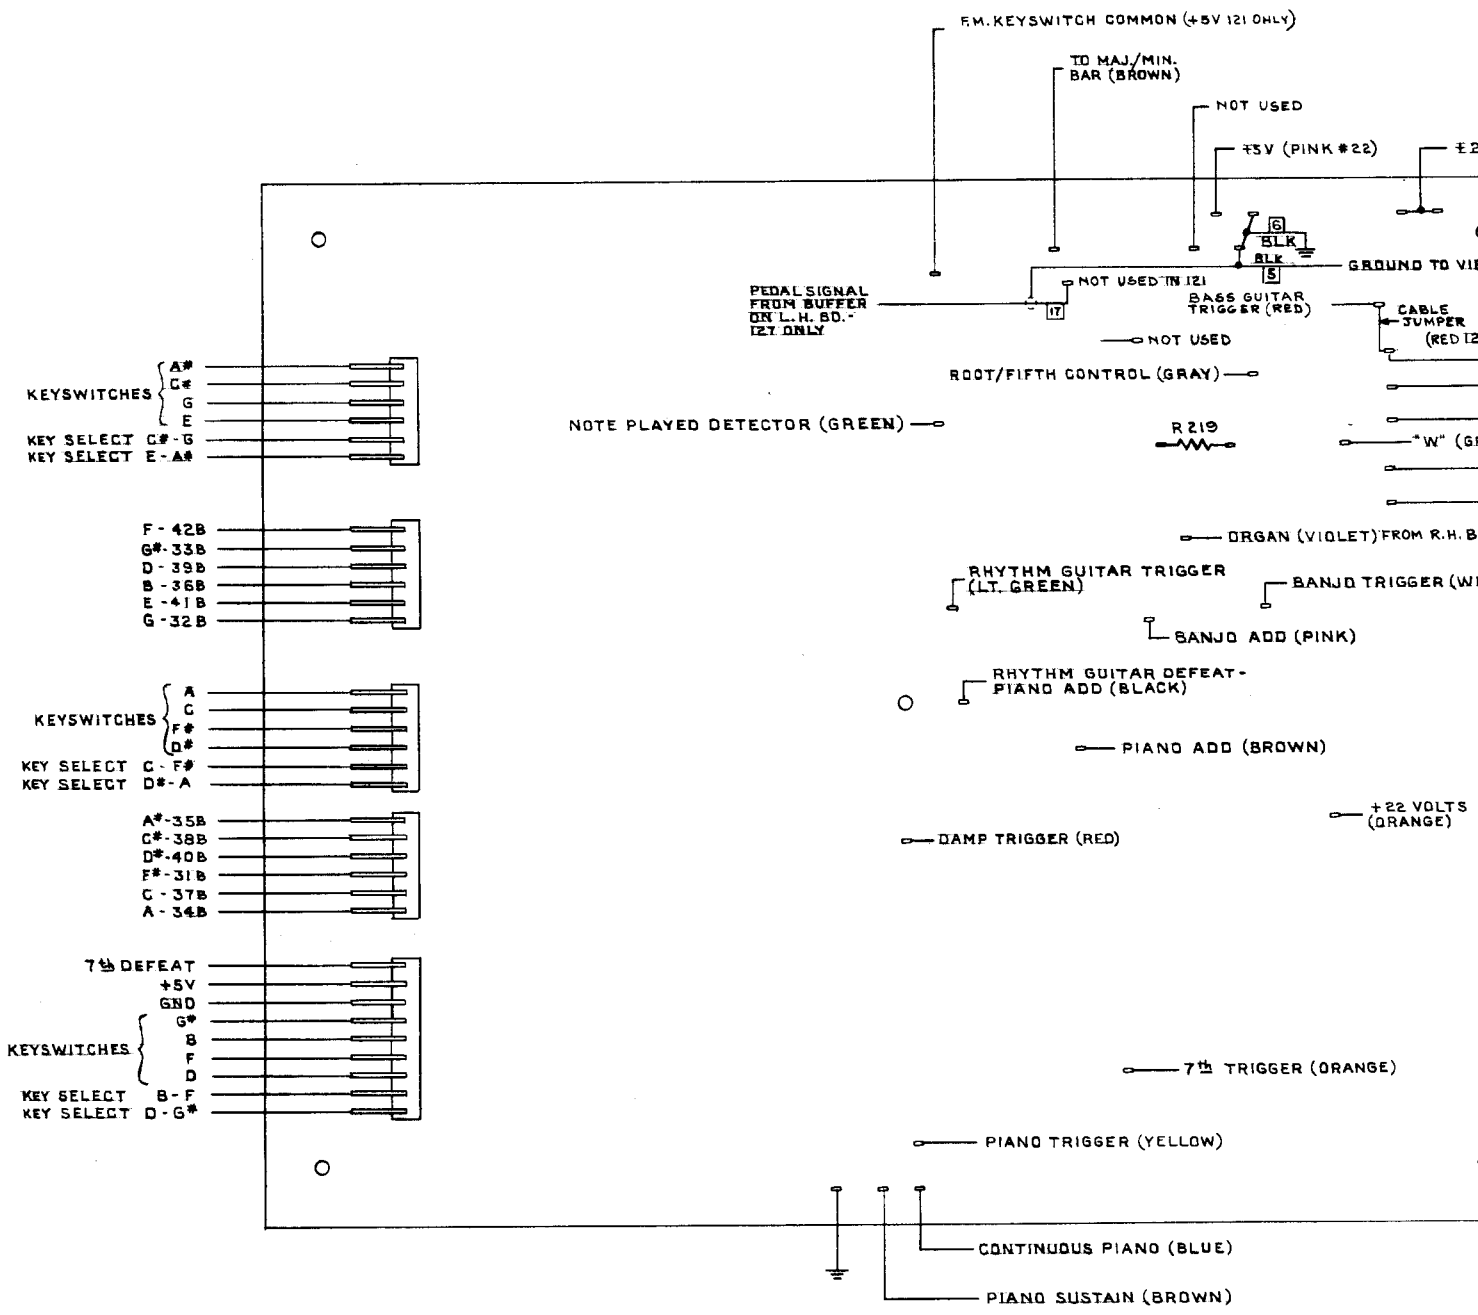 F.M. KEYSWITCH COMMON (+5V 121 ONLY)
TO MAJ./MIN.
BAR (BROWN)
NOT USED
+5V (PINK #22)
6
BLK
BLK
5
GROUND TO
PEDAL SIGNAL
FROM BUFFER
ON L.H. BD.-
127 ONLY
NOT USED IN 121
17
BASS GUITAR
TRIGGER (RED)
CABLE
JUMPER
(RED
NOT USED
ROOT/FIFTH CONTROL (GRAY)
NOTE PLAYED DETECTOR (GREEN)
R219
"W"
KEYSWITCHES
A#
C#
G
E
KEY SELECT C#-G
KEY SELECT E-A#
F-42B
G#-33B
D-39B
B-36B
E-41B
G-32B
ORGAN (VIOLET) FROM R.H.
RHYTHM GUITAR TRIGGER
(LT. GREEN)
BANJO TRIGGER
BANJO ADD (PINK)
RHYTHM GUITAR DEFEAT-
PIANO ADD (BLACK)
KEYSWITCHES
A
C
F#
D#
KEY SELECT C-F#
KEY SELECT D#-A
PIANO ADD (BROWN)
+22 VOLTS
(ORANGE)
A#-35B
C#-38B
D#-40B
F#-31B
C-37B
A-34B
DAMP TRIGGER (RED)
7th DEFEAT
+5V
GND
KEYSWITCHES
G#
B
F
D
KEY SELECT B-F
KEY SELECT D-G#
7th TRIGGER (ORANGE)
PIANO TRIGGER (YELLOW)
CONTINUOUS PIANO (BLUE)
PIANO SUSTAIN (BROWN)